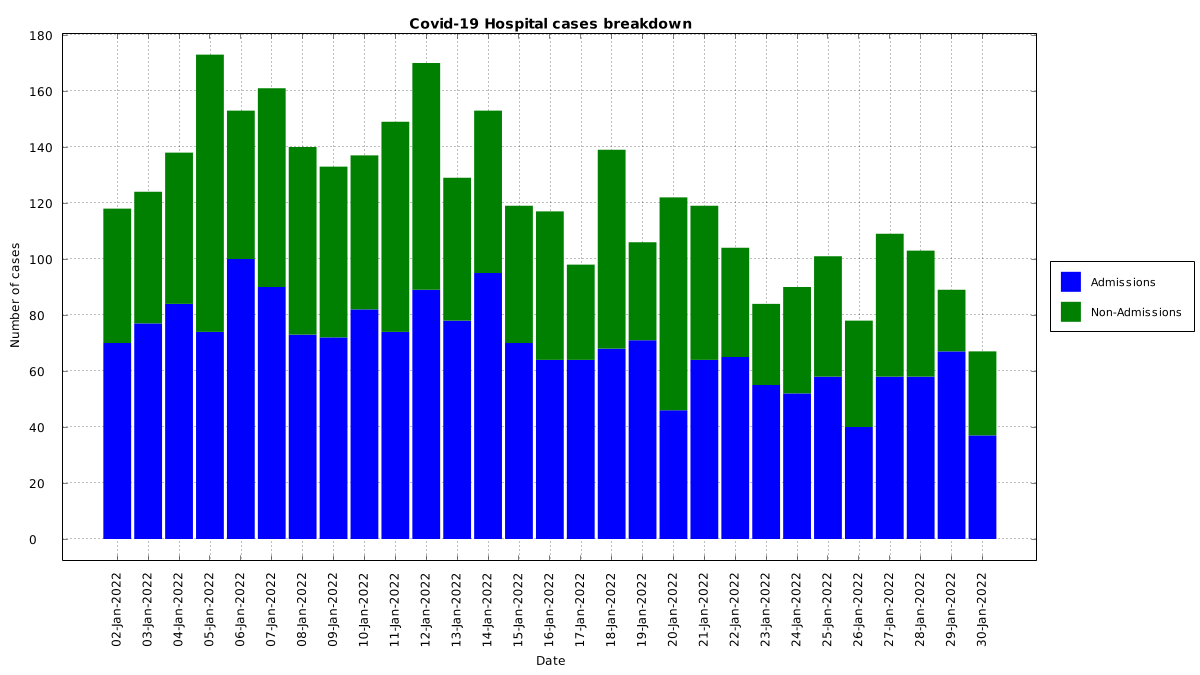 Covid-19 Hospital cases breakdown
180
160
140
120
100
80
60
40
20
0
Number of cases
02-Jan-2022
03-Jan-2022
04-Jan-2022
05-Jan-2022
06-Jan-2022
07-Jan-2022
08-Jan-2022
09-Jan-2022
10-Jan-2022
11-Jan-2022
12-Jan-2022
13-Jan-2022
14-Jan-2022
15-Jan-2022
16-Jan-2022
17-Jan-2022
18-Jan-2022
19-Jan-2022
20-Jan-2022
21-Jan-2022
22-Jan-2022
23-Jan-2022
24-Jan-2022
25-Jan-2022
26-Jan-2022
27-Jan-2022
28-Jan-2022
29-Jan-2022
30-Jan-2022
Date
Admissions
Non-Admissions